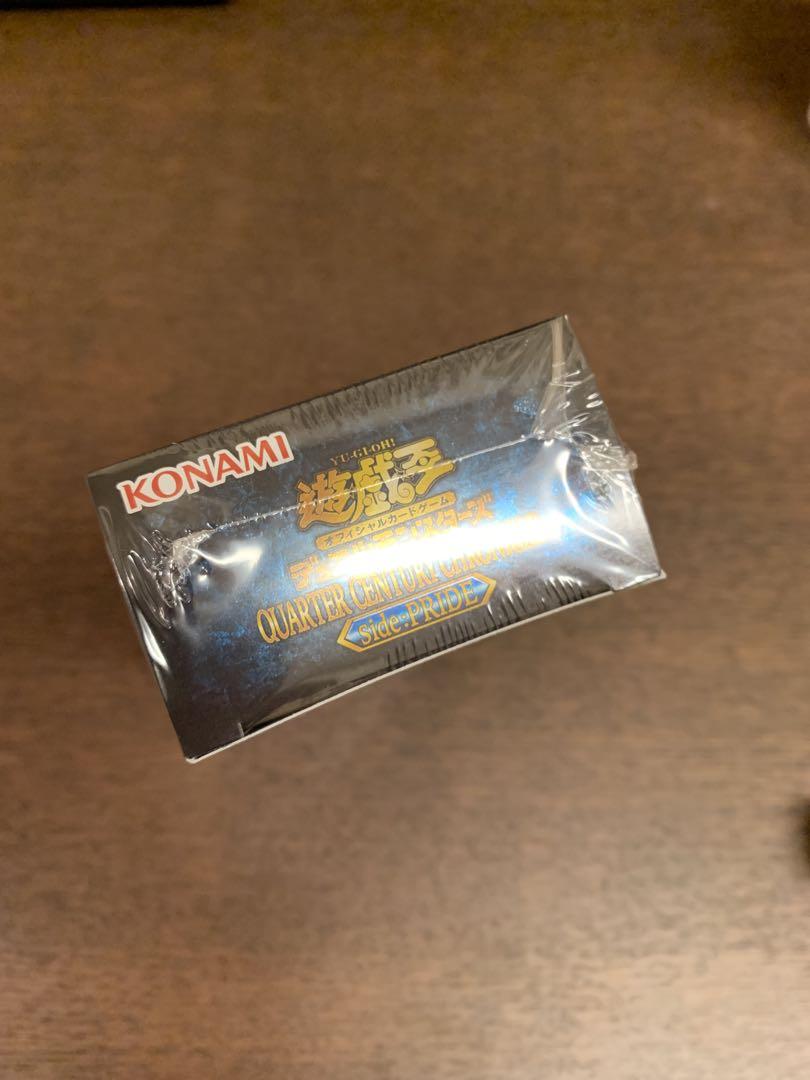 KONAMI
YU-GI-OH!
遊戯王
オフィシャルカードゲーム
デュエルモンスターズ
QUARTER CENTURY CHRONICLE
side:PRIDE